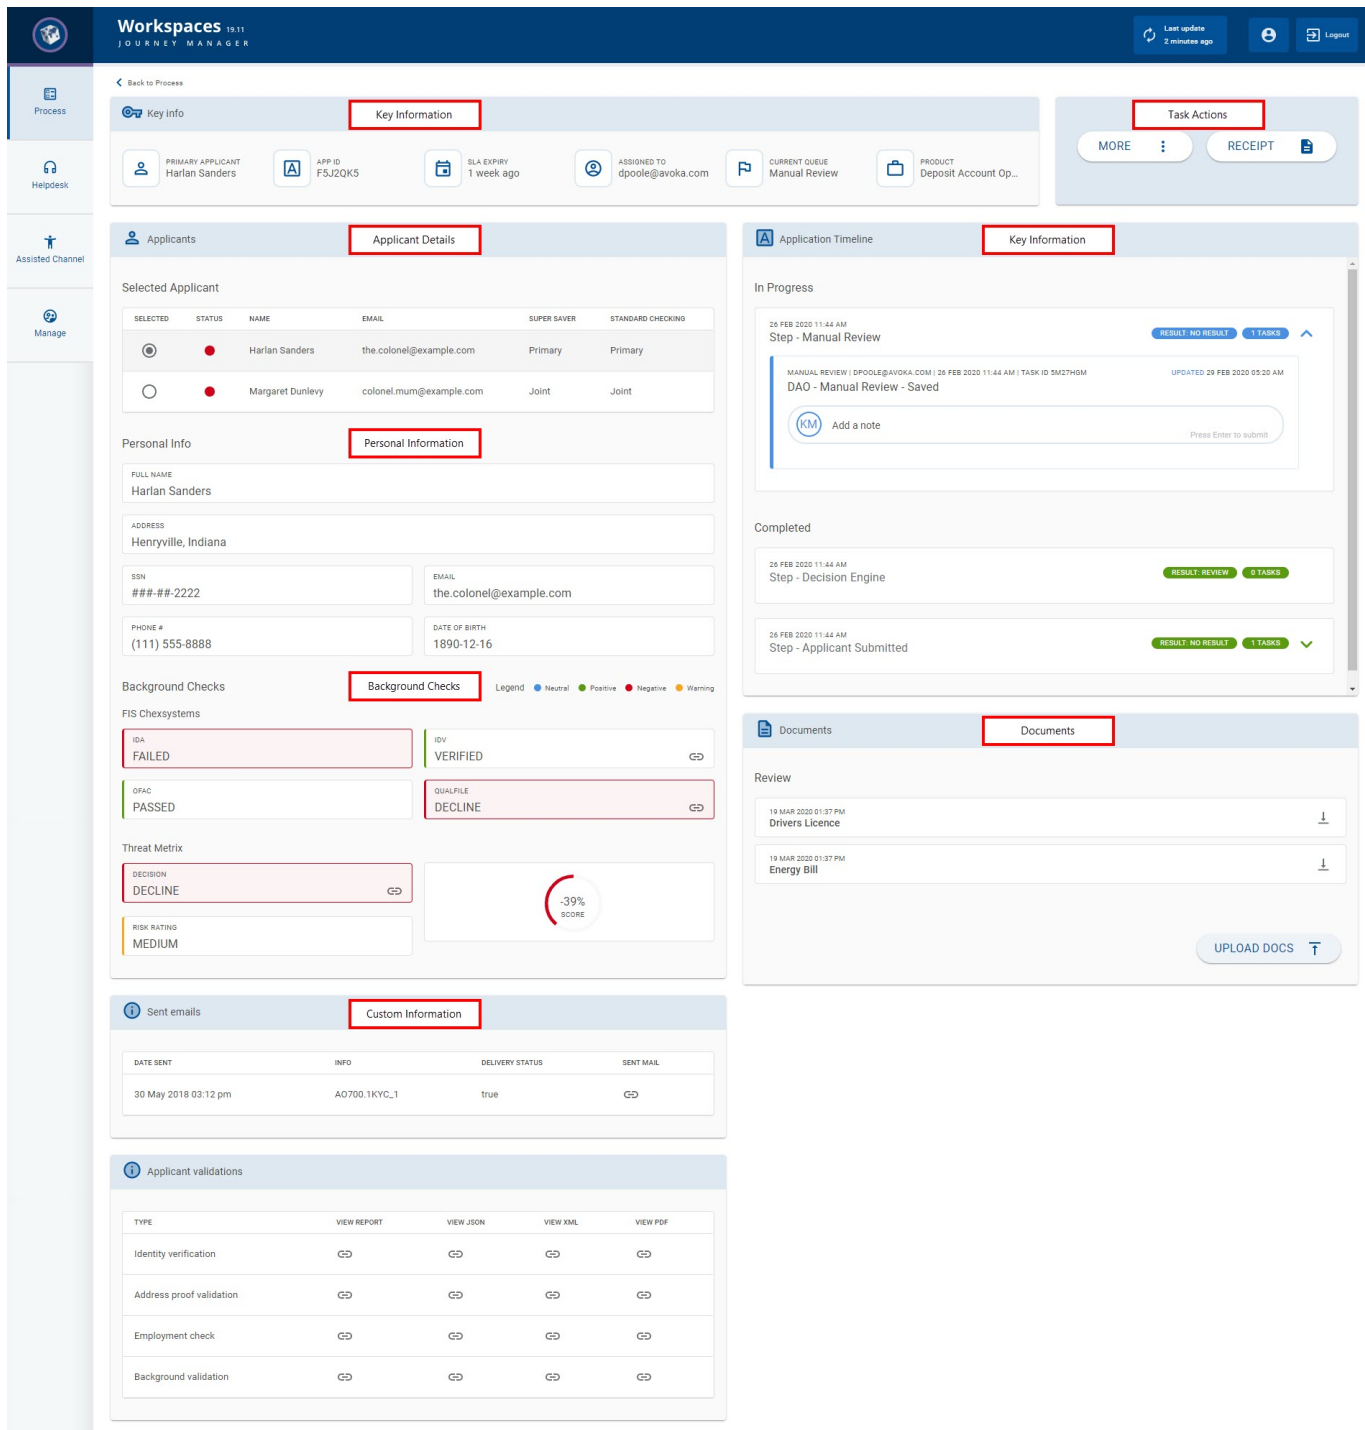 Workspaces 19.11
JOURNEY MANAGER
Last update
2 minutes ago
Logout
Process
Helpdesk
Assisted Channel
Manage
Back to Process
Key info
Key Information
PRIMARY APPLICANT
Harlan Sanders
APP ID
F5J2QK5
SLA EXPIRY
1 week ago
ASSIGNED TO
dpoole@avoka.com
CURRENT QUEUE
Manual Review
PRODUCT
Deposit Account Op...
Task Actions
MORE
RECEIPT
Applicants
Applicant Details
Selected Applicant
SELECTED STATUS NAME EMAIL SUPER SAVER STANDARD CHECKING
Harlan Sanders the.colonel@example.com Primary Primary
Margaret Dunlevy colonel.mum@example.com Joint Joint
Personal Info
Personal Information
FULL NAME
Harlan Sanders
ADDRESS
Henryville, Indiana
SSN
###-##-2222
EMAIL
the.colonel@example.com
PHONE #
(111) 555-8888
DATE OF BIRTH
1890-12-16
Background Checks
Background Checks
Legend Neutral Positive Negative Warning
FIS Chexsystems
IDA
FAILED
IDV
VERIFIED
OFAC
PASSED
QUALFILE
DECLINE
Threat Metrix
DECISION
DECLINE
-39%
SCORE
RISK RATING
MEDIUM
Sent emails
Custom Information
DATE SENT INFO DELIVERY STATUS SENT MAIL
30 May 2018 03:12 pm AO700.1KYC_1 true
Applicant validations
TYPE VIEW REPORT VIEW JSON VIEW XML VIEW PDF
Identity verification
Address proof validation
Employment check
Background validation
A Application Timeline
Key Information
In Progress
26 FEB 2020 11:44 AM
Step - Manual Review
RESULT: NO RESULT 1 TASKS
MANUAL REVIEW | DPOOLE@AVOKA.COM | 26 FEB 2020 11:44 AM | TASK ID 5M27HGM
UPDATED 29 FEB 2020 05:20 AM
DAO - Manual Review - Saved
KM Add a note
Press Enter to submit
Completed
26 FEB 2020 11:44 AM
Step - Decision Engine
RESULT: REVIEW 0 TASKS
26 FEB 2020 11:44 AM
Step - Applicant Submitted
RESULT: NO RESULT 1 TASKS
Documents
Documents
Review
19 MAR 2020 01:37 PM
Drivers Licence
19 MAR 2020 01:37 PM
Energy Bill
UPLOAD DOCS